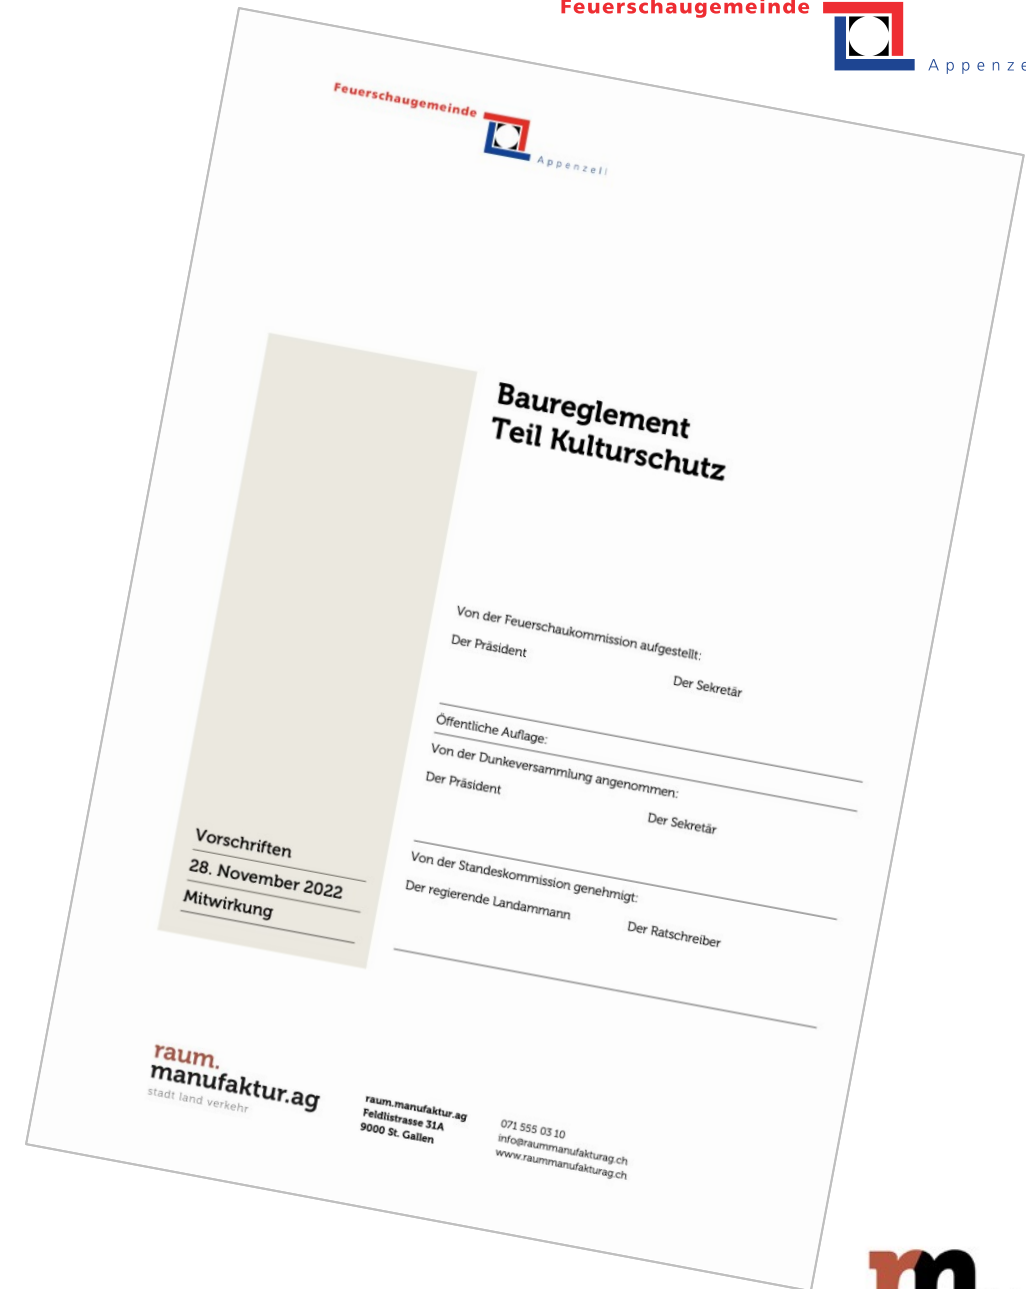 Feuerschaugemeinde
Appenze
Feuerschaugemeinde
Appenzell
Baureglement
Teil Kulturschutz
Von der Feuerschaukommission aufgestellt:
Der Präsident
Der Sekretär
Öffentliche Auflage:
Von der Dunkeversammlung angenommen:
Der Präsident
Der Sekretär
Von der Standeskommission genehmigt:
Der regierende Landammann
Der Ratschreiber
Vorschriften
28. November 2022
Mitwirkung
raum.
manufaktur.ag
stadt land verkehr
raum.manufaktur.ag
Feldlistrasse 31A
9000 St. Gallen
071 555 03 10
info@raummanufakturag.ch
www.raummanufakturag.ch
rm